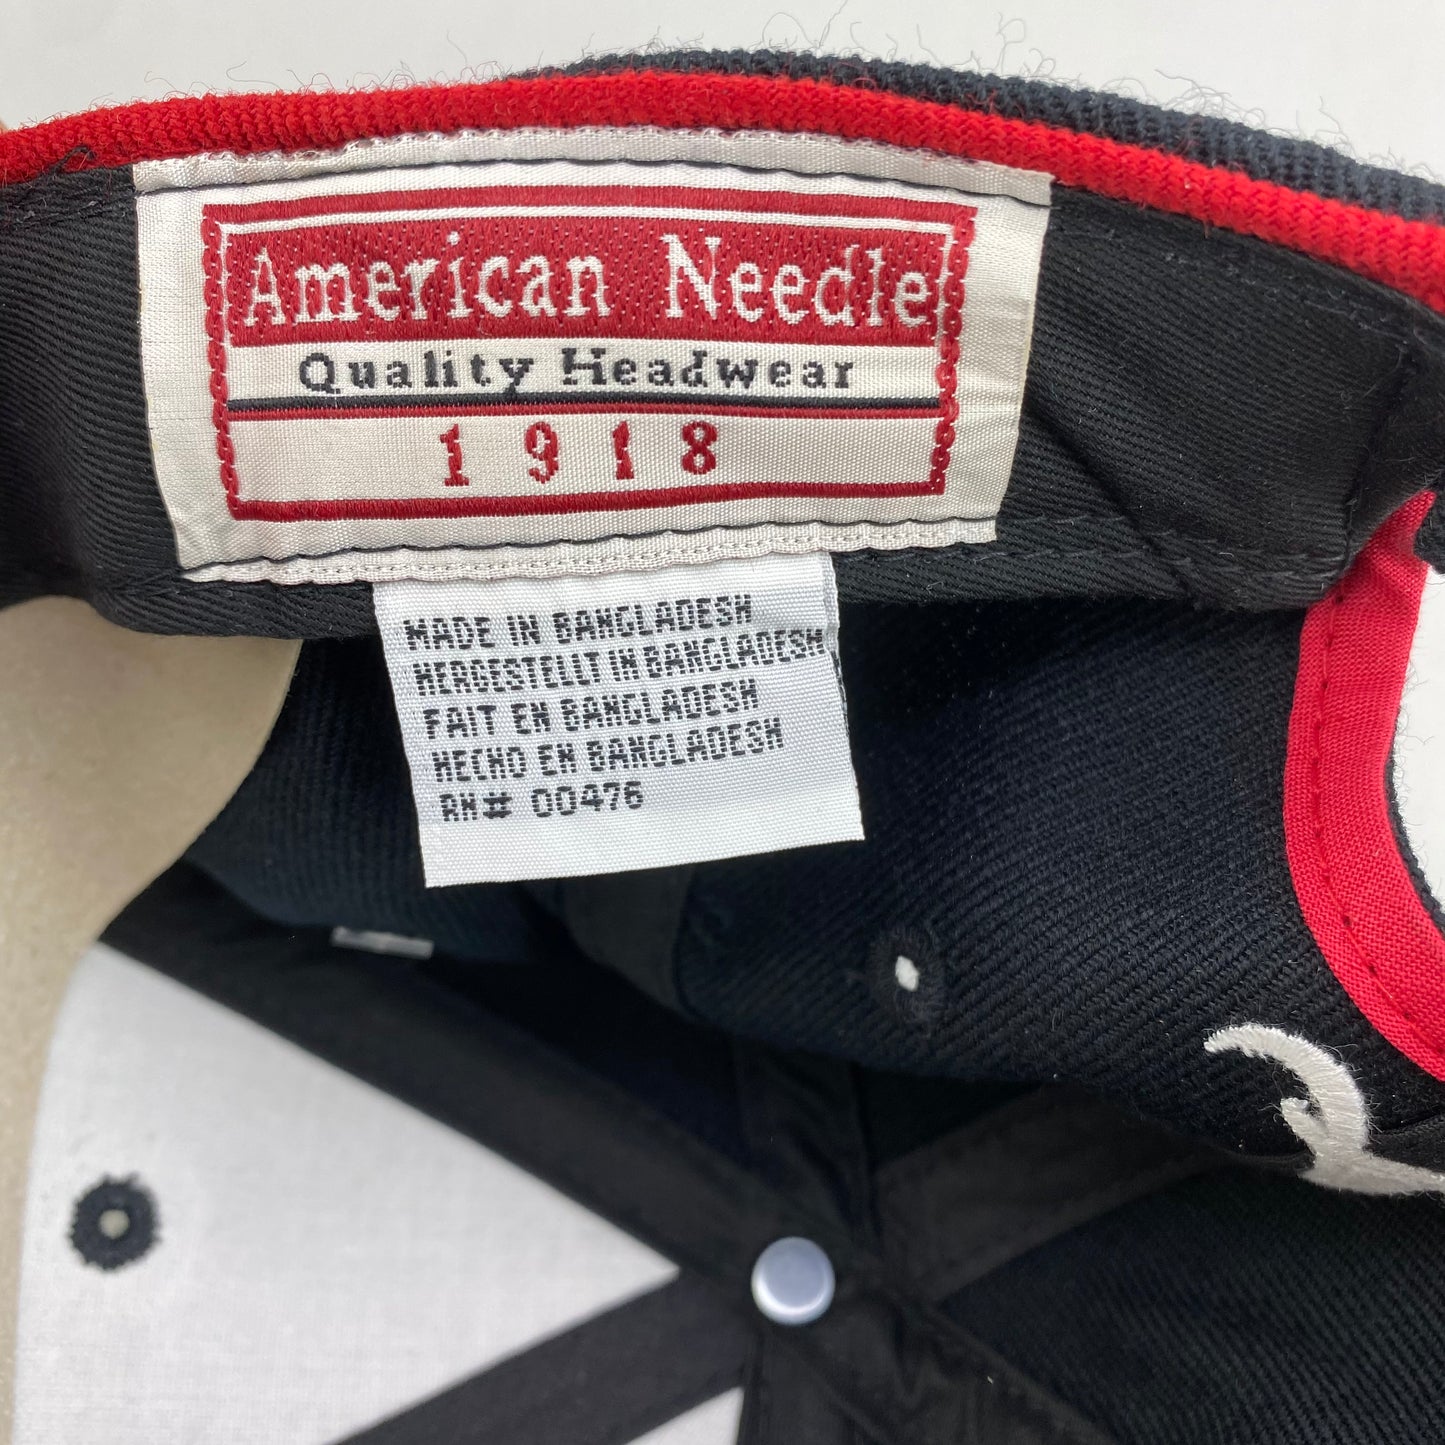 American Needle
Quality Headwear
1918
MADE IN BANGLADESH
HERGESTELLT IN BANGLADESH
FAIT EN BANGLADESH
HECHO EN BANGLADESH
RN# 00476